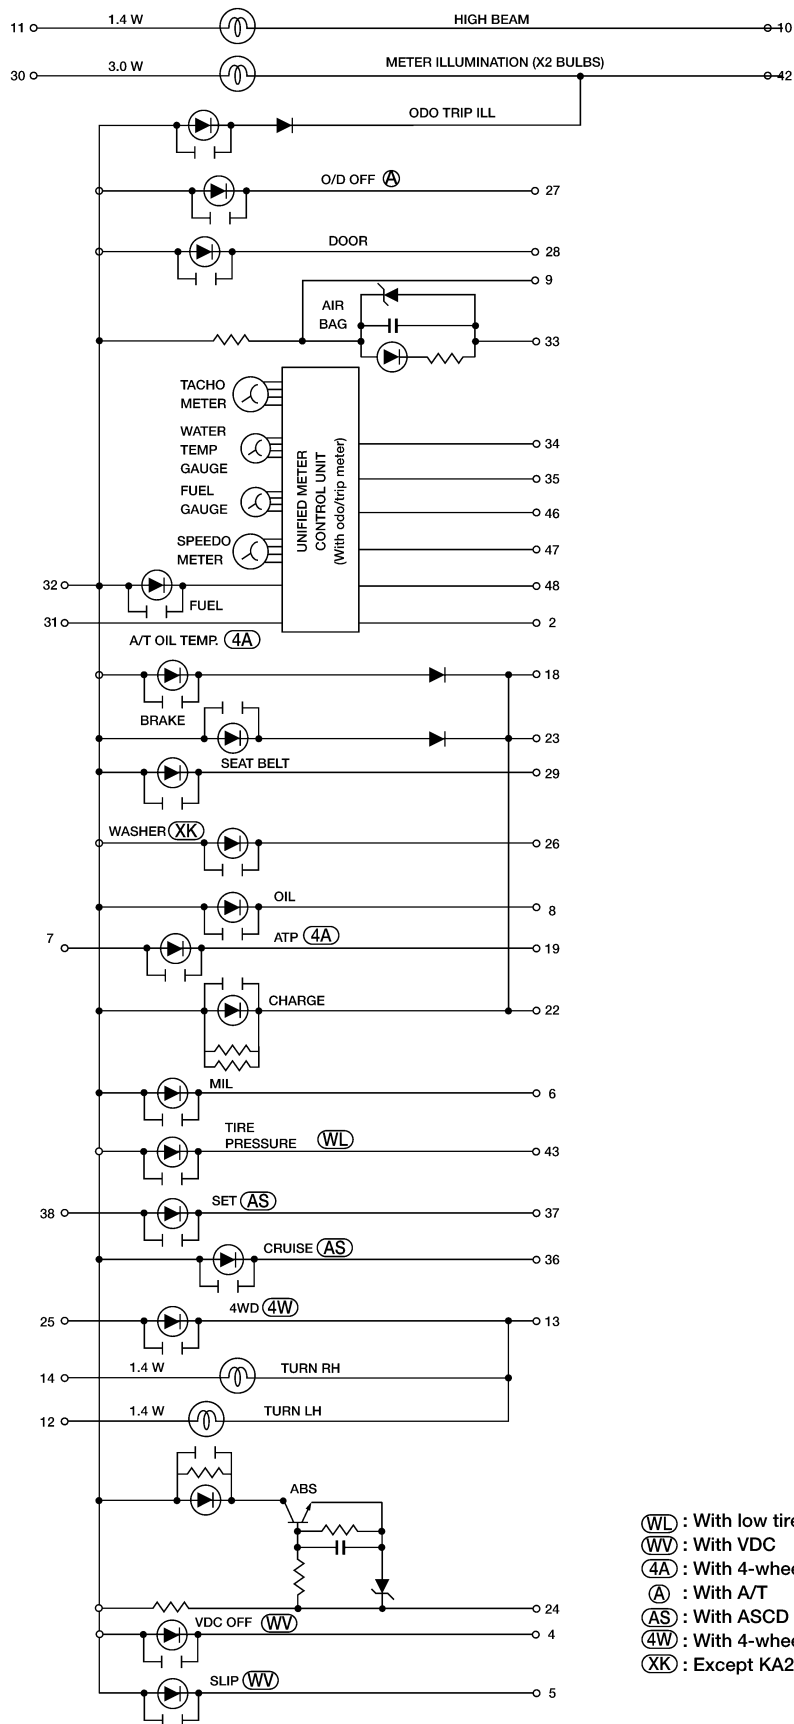 11 1.4 W HIGH BEAM 10
30 3.0 W METER ILLUMINATION (X2 BULBS) 42
ODO TRIP ILL
O/D OFF A 27
DOOR 28
9
AIR
BAG
33
TACHO
METER
WATER
TEMP
GAUGE
FUEL
GAUGE
SPEEDO
METER
UNIFIED METER
CONTROL UNIT
(With odo/trip meter)
34
35
46
47
32 FUEL 48
31 2
A/T OIL TEMP. 4A
18
BRAKE
23
SEAT BELT
29
WASHER XK 26
OIL 8
7 ATP 4A 19
CHARGE 22
MIL 6
TIRE
PRESSURE WL 43
38 SET AS 37
CRUISE AS 36
25 4WD 4W 13
14 1.4 W TURN RH
12 1.4 W TURN LH
ABS
24
VDC OFF WV 4
SLIP WV 5
WL : With low tire
WV : With VDC
4A : With 4-whee
A : With A/T
AS : With ASCD
4W : With 4-whee
XK : Except KA2